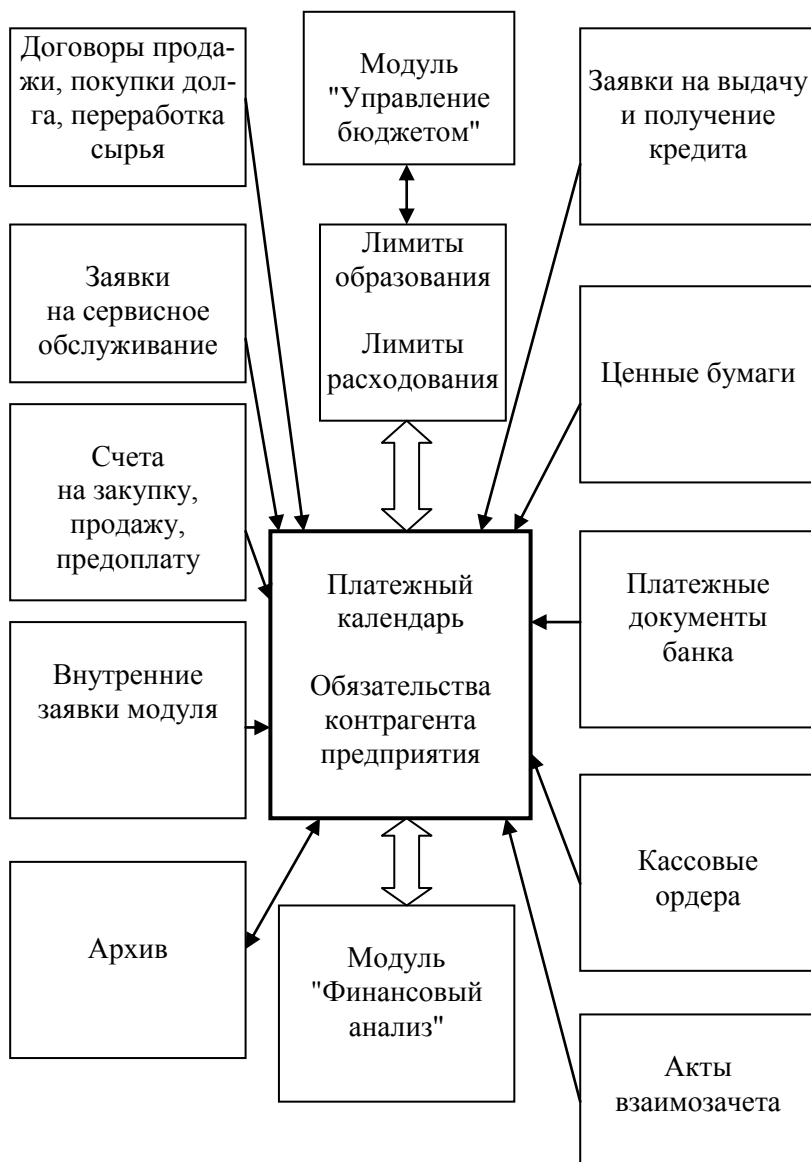 Договоры прода-
жи, покупки дол-
га, переработка
сырья
Модуль
"Управление
бюджетом"
Заявки на выдачу
и получение
кредита
Заявки
на сервисное
обслуживание
Лимиты
образования
Лимиты
расходования
Ценные бумаги
Счета
на закупку,
продажу,
предоплату
Платежный
календарь
Обязательства
контрагента
предприятия
Платежные
документы
банка
Внутренние
заявки модуля
Кассовые
ордера
Архив
Модуль
"Финансовый
анализ"
Акты
взаимозачета